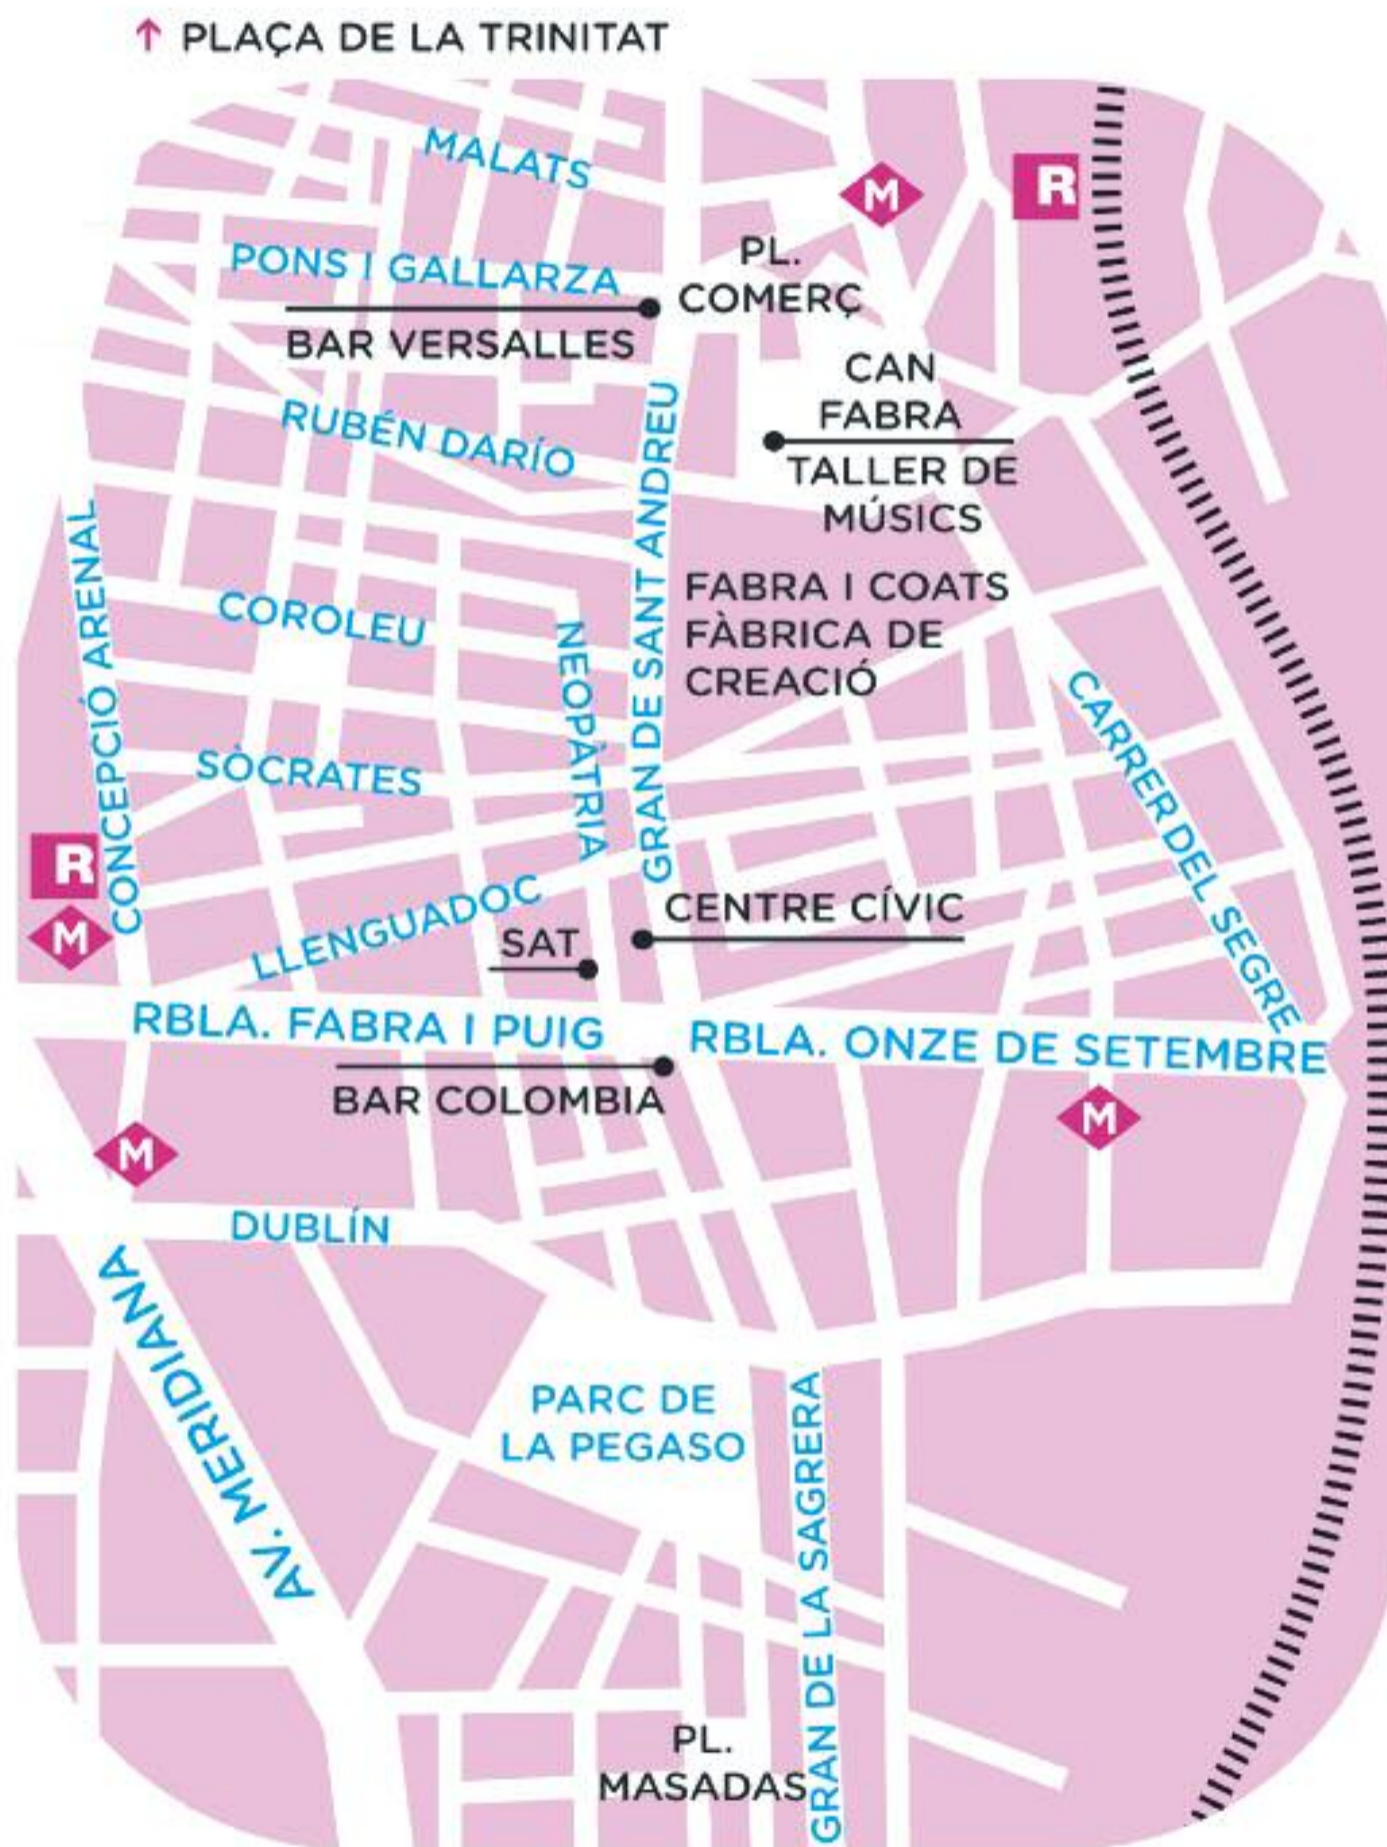 ↑ PLAÇA DE LA TRINITAT
MALATS
M
R
PONS I GALLARZA
PL.
COMERÇ
BAR VERSALLES
CAN
FABRA
RUBÉN DARÍO
TALLER DE
MÚSICS
GRAN DE SANT ANDREU
CONCEPCIÓ ARENAL
FABRA I COATS
FÀBRICA DE
CREACIÓ
COROLEU
NEOPÀTRIA
CARRER DEL SEGRE
SÒCRATES
R
M
LLENGUADOC
CENTRE CÍVIC
SAT
RBLA. FABRA I PUIG
RBLA. ONZE DE SETEMBRE
BAR COLOMBIA
M
M
DUBLÍN
AV. MERIDIANA
PARC DE
LA PEGASO
GRAN DE LA SAGRERA
PL.
MASADAS